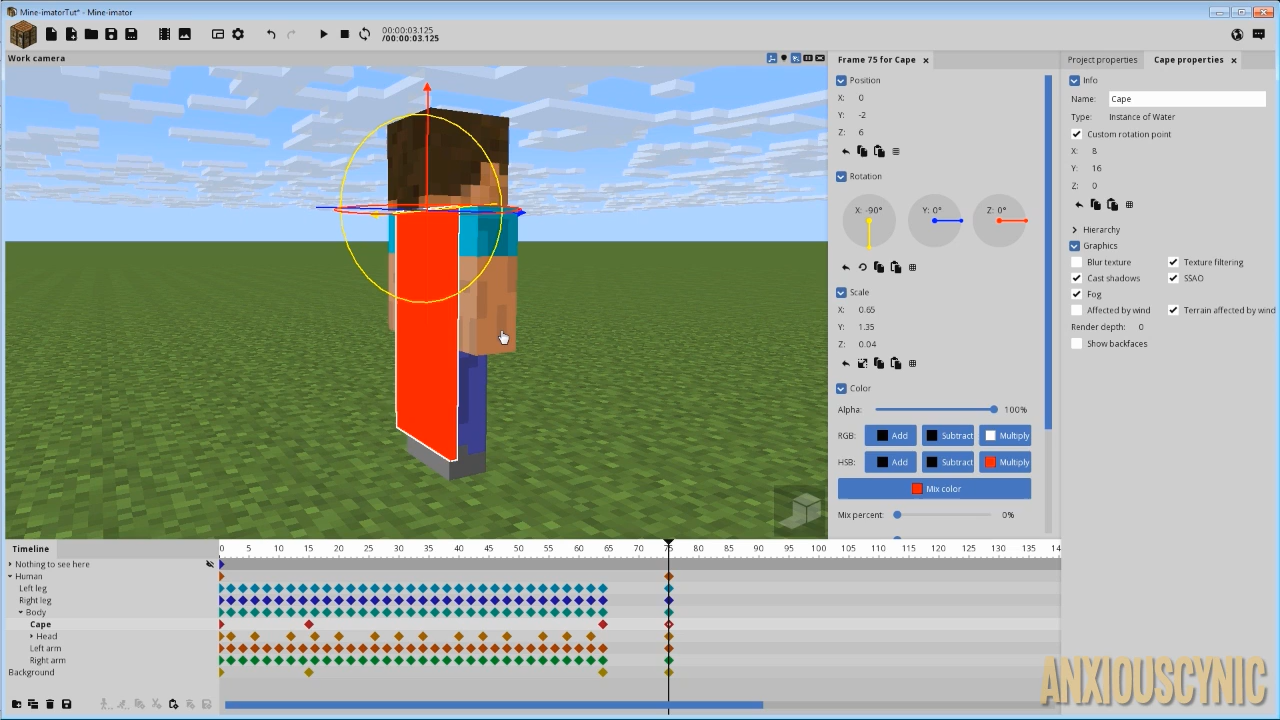 Mine-imatorTut* - Mine-imator
00:00:03.125
/00:00:03.125
Work camera
Frame 75 for Cape
Position
X: 0
Y: -2
Z: 6
Rotation
X: -90° Y: 0° Z: 0°
Scale
X: 0.65
Y: 1.35
Z: 0.04
Color
Alpha: 100%
RGB: Add Subtract Multiply
HSB: Add Subtract Multiply
Mix color
Mix percent: 0%
Project properties Cape properties
Info
Name: Cape
Type: Instance of Water
Custom rotation point
X: 8
Y: 16
Z: 0
Hierarchy
Graphics
Blur texture Texture filtering
Cast shadows SSAO
Fog
Affected by wind Terrain affected by wind
Render depth: 0
Show backfaces
Timeline
0 5 10 15 20 25 30 35 40 45 50 55 60 65 70 75 80 85 90 95 100 105 110 115 120 125 130 135 14
Nothing to see here
Human
Left leg
Right leg
Body
Cape
Head
Left arm
Right arm
Background
ANXIOUSCYNIC